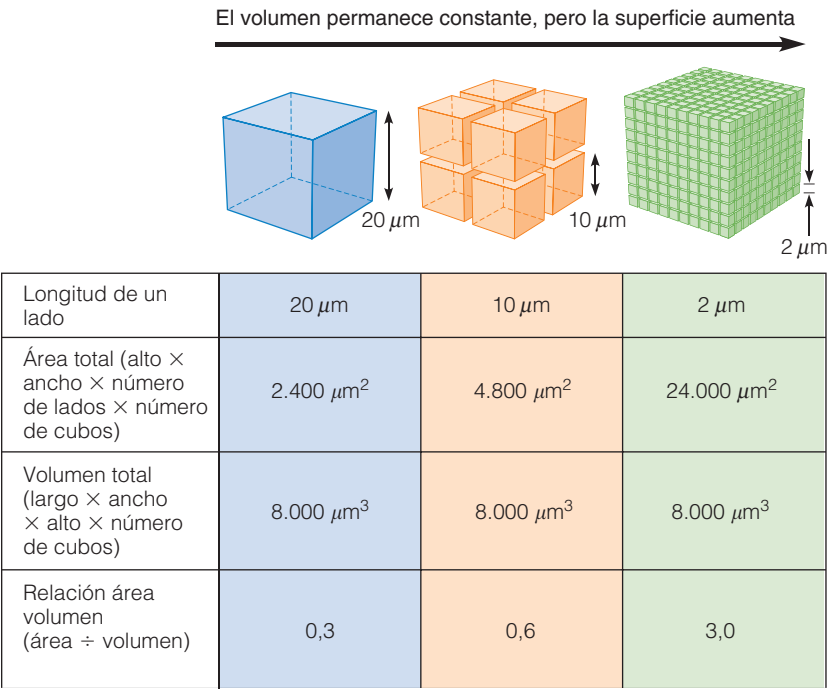 El volumen permanece constante, pero la superficie aumenta
20 μm
10 μm
2 μm
Longitud de un
lado
20 μm
10 μm
2 μm
Área total (alto ×
ancho × número
de lados × número
de cubos)
2.400 μm²
4.800 μm²
24.000 μm²
Volumen total
(largo × ancho
× alto × número
de cubos)
8.000 μm³
8.000 μm³
8.000 μm³
Relación área
volumen
(área ÷ volumen)
0,3
0,6
3,0